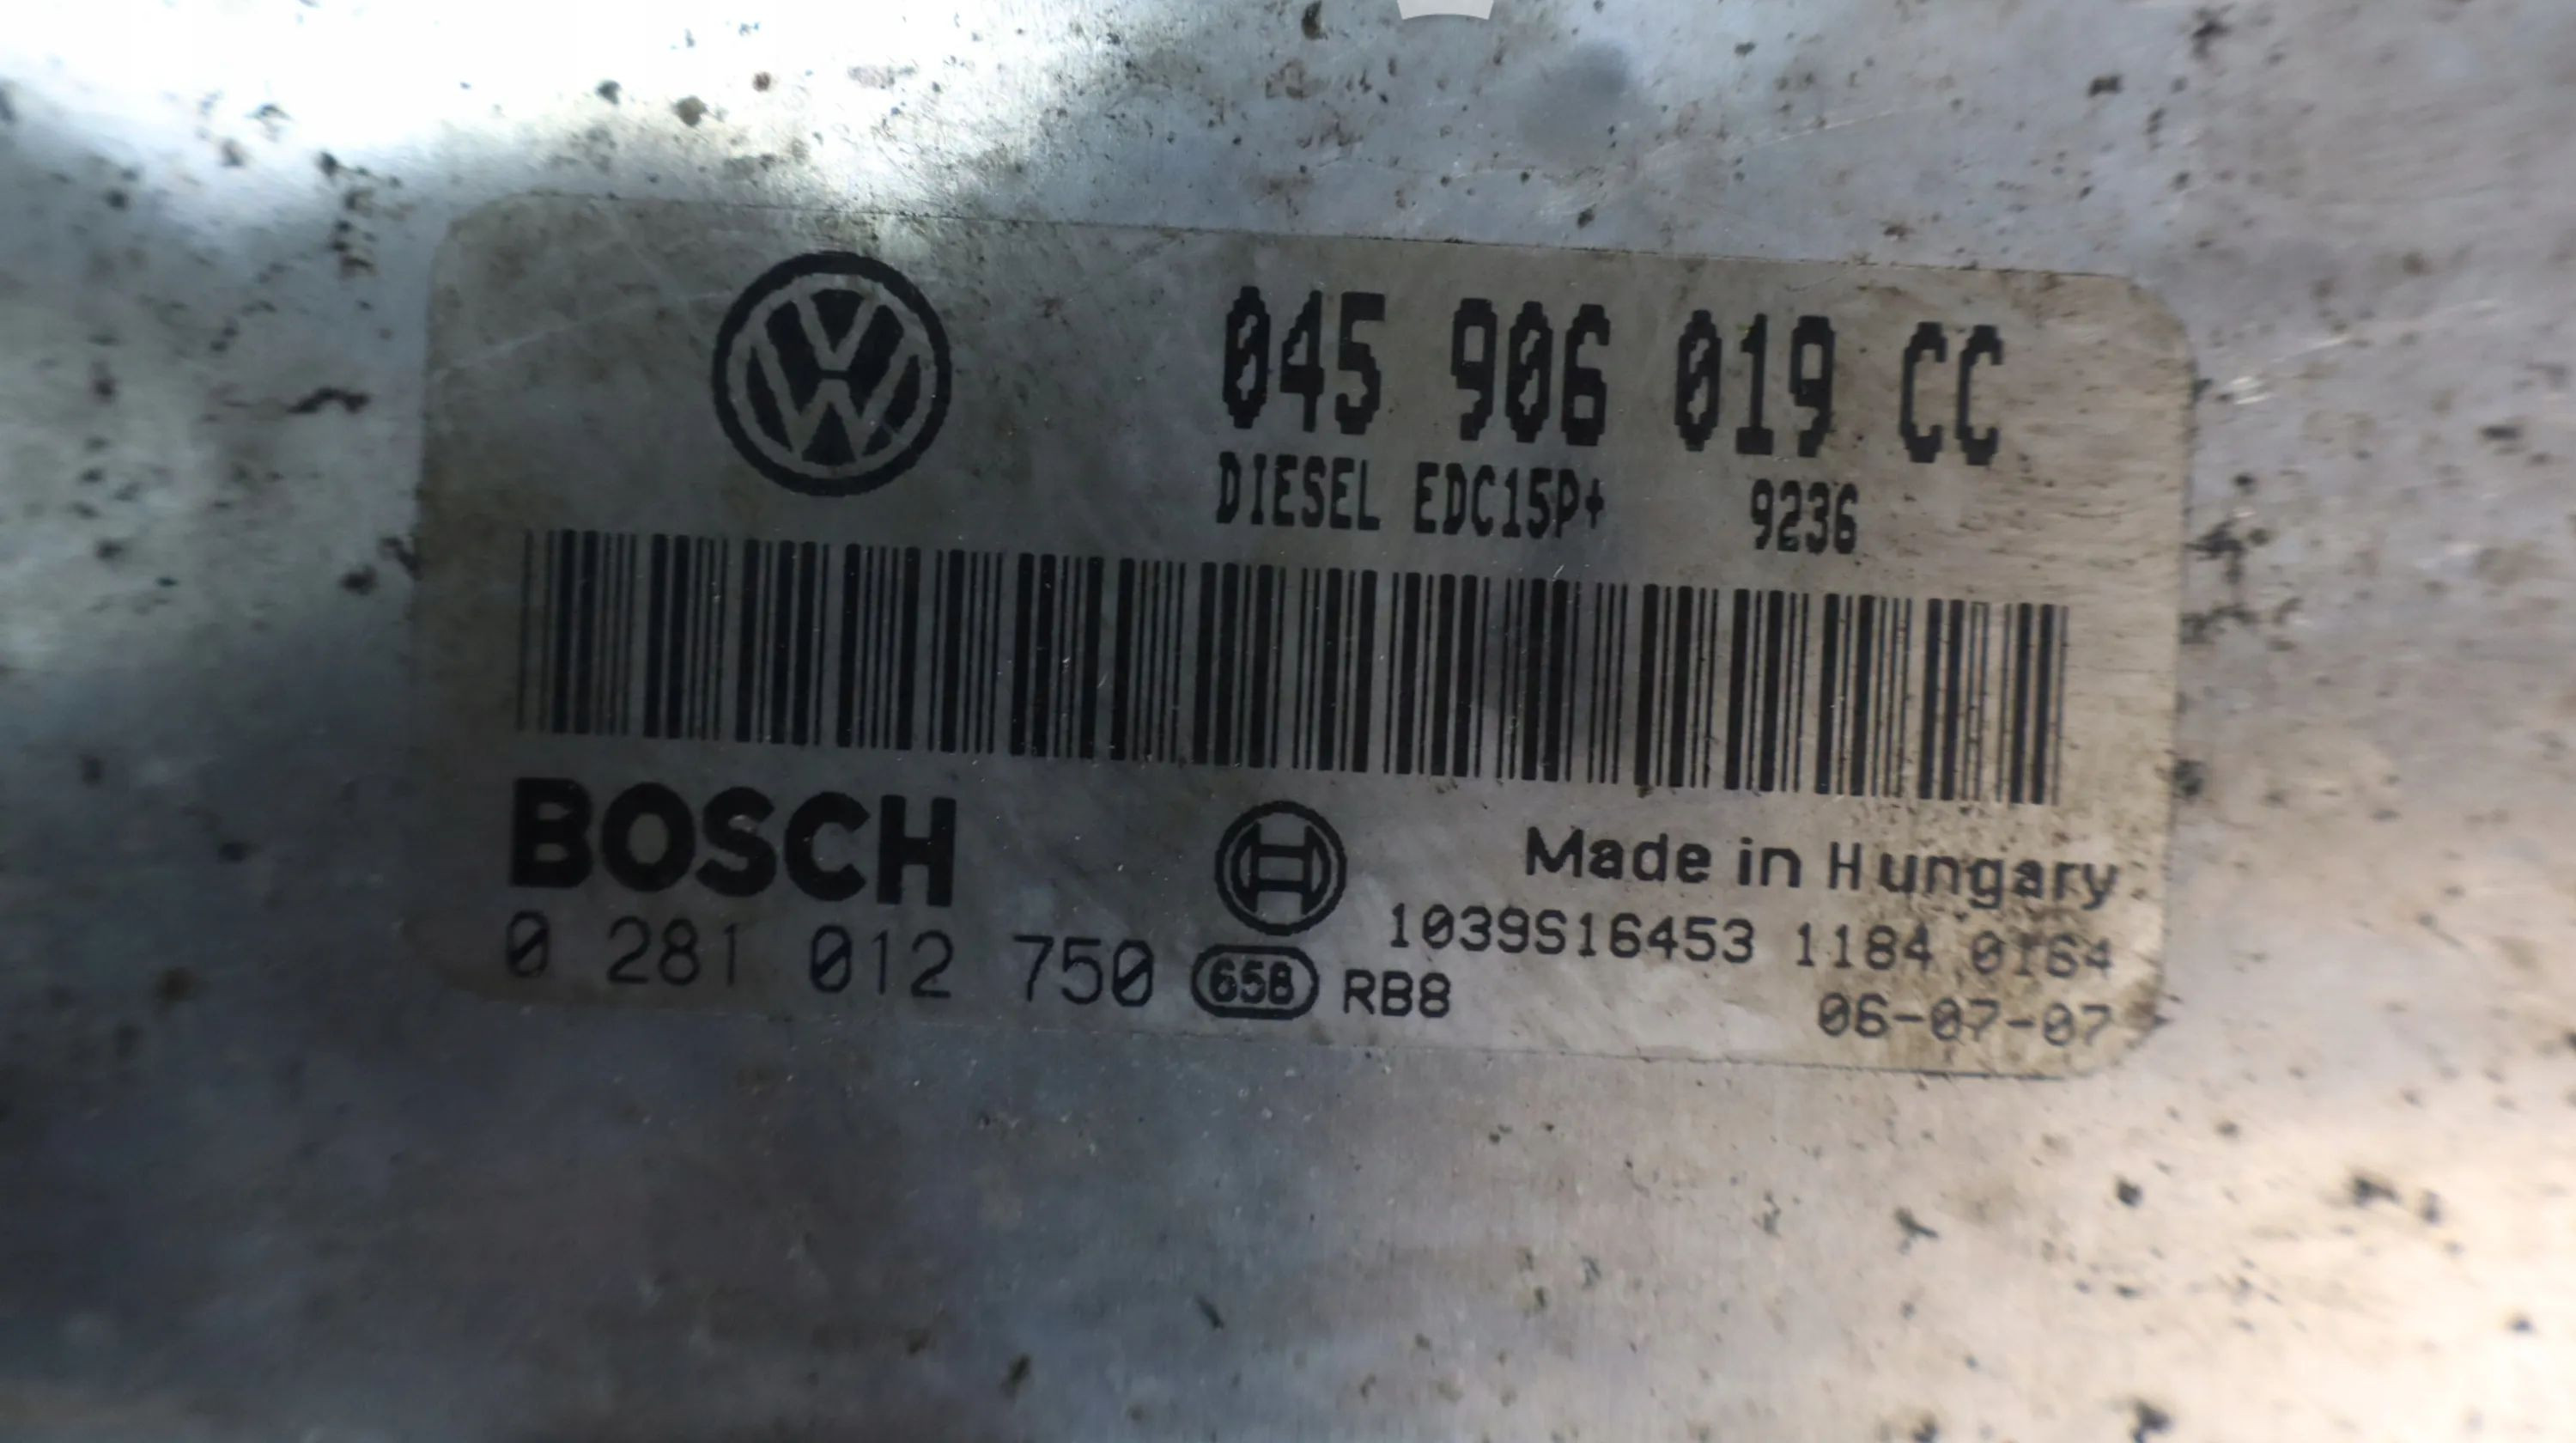 045 906 019 CC
DIESEL EDC15P+ 9236
BOSCH
Made in Hungary
1039S16453 1184 0164
0 281 012 750 658 RB8
06-07-07